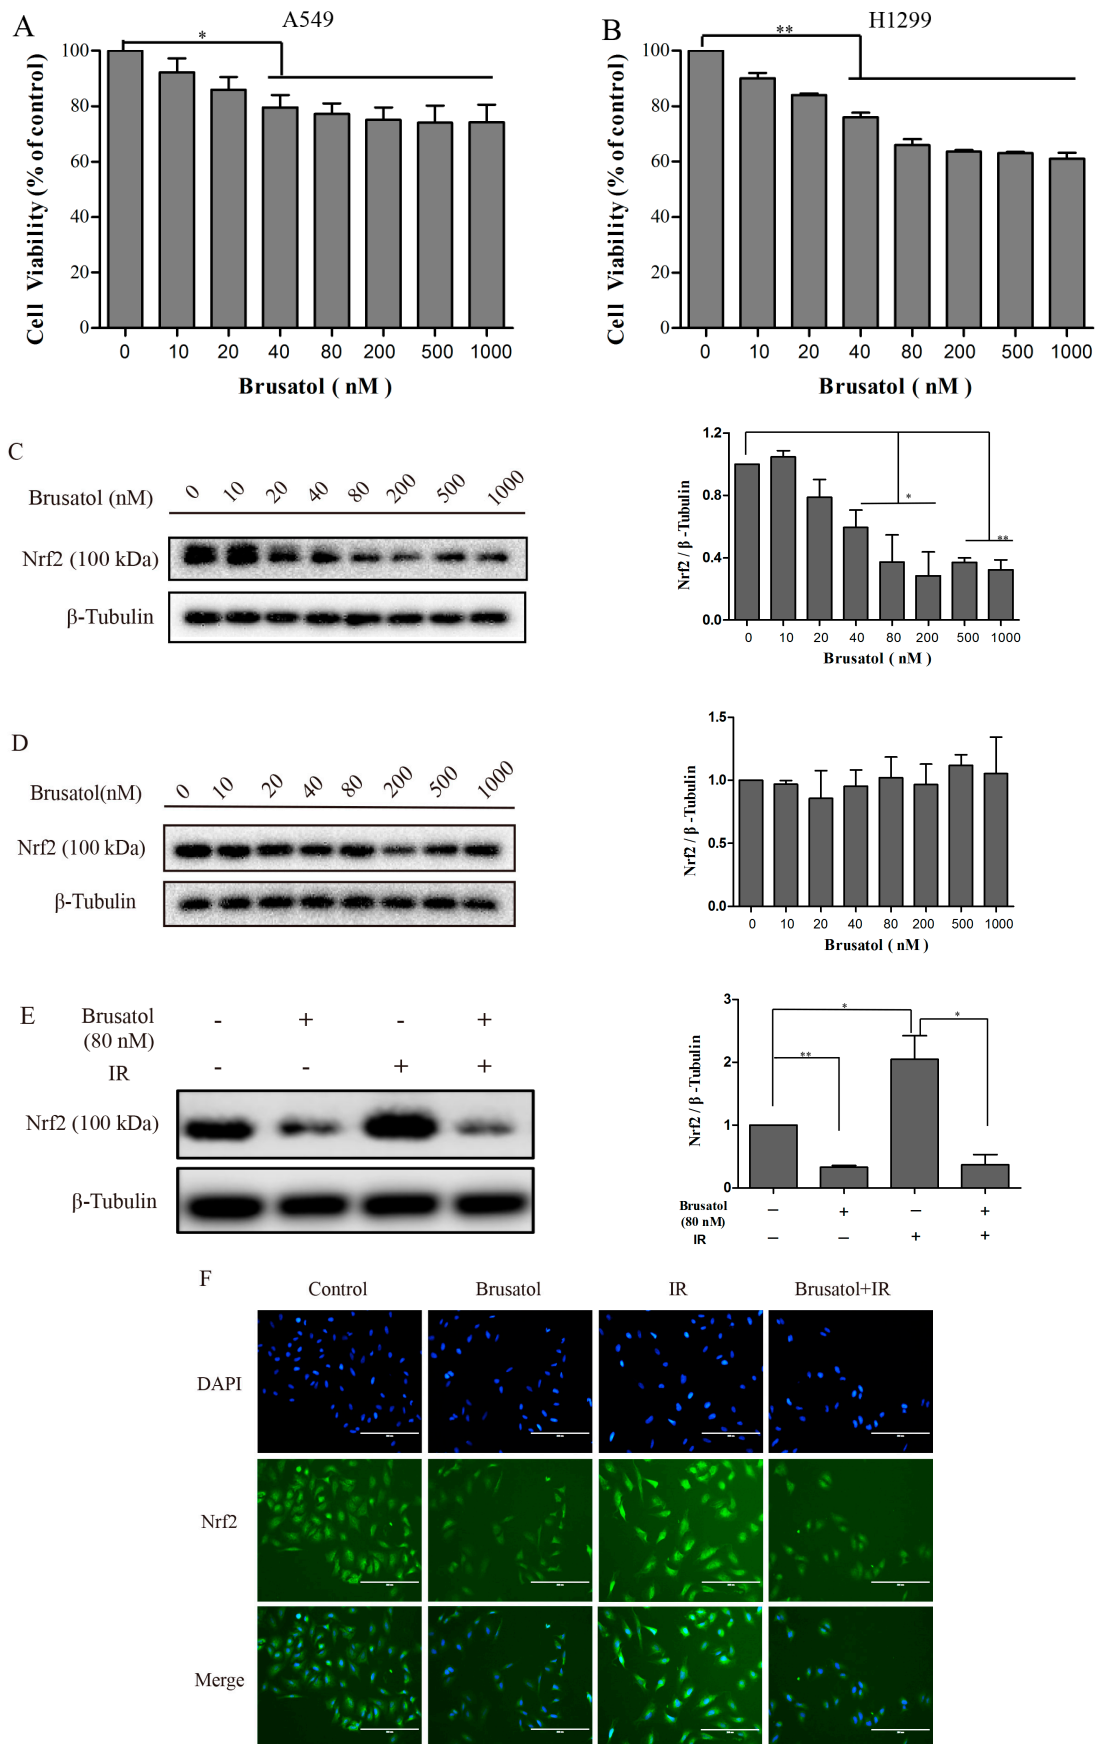 A
A549
*
Cell Viability (% of control)
100
80
60
40
20
0
0 10 20 40 80 200 500 1000
Brusatol ( nM )
B
H1299
**
Cell Viability (% of control)
100
80
60
40
20
0
0 10 20 40 80 200 500 1000
Brusatol ( nM )
C
Brusatol (nM) 0 10 20 40 80 200 500 1000
Nrf2 (100 kDa)
β-Tubulin
Nrf2 / β -Tubulin
1.2
0.8
0.4
0.0
*
**
0 10 20 40 80 200 500 1000
Brusatol ( nM )
D
Brusatol(nM) 0 10 20 40 80 200 500 1000
Nrf2 (100 kDa)
β-Tubulin
Nrf2 / β -Tubulin
1.5
1.0
0.5
0.0
0 10 20 40 80 200 500 1000
Brusatol ( nM )
E
Brusatol - + - +
(80 nM)
IR - - + +
Nrf2 (100 kDa)
β-Tubulin
Nrf2 / β -Tubulin
3
2
1
0
*
*
**
Brusatol − + − +
(80 nM)
IR − − + +
F
Control Brusatol IR Brusatol+IR
DAPI
Nrf2
Merge